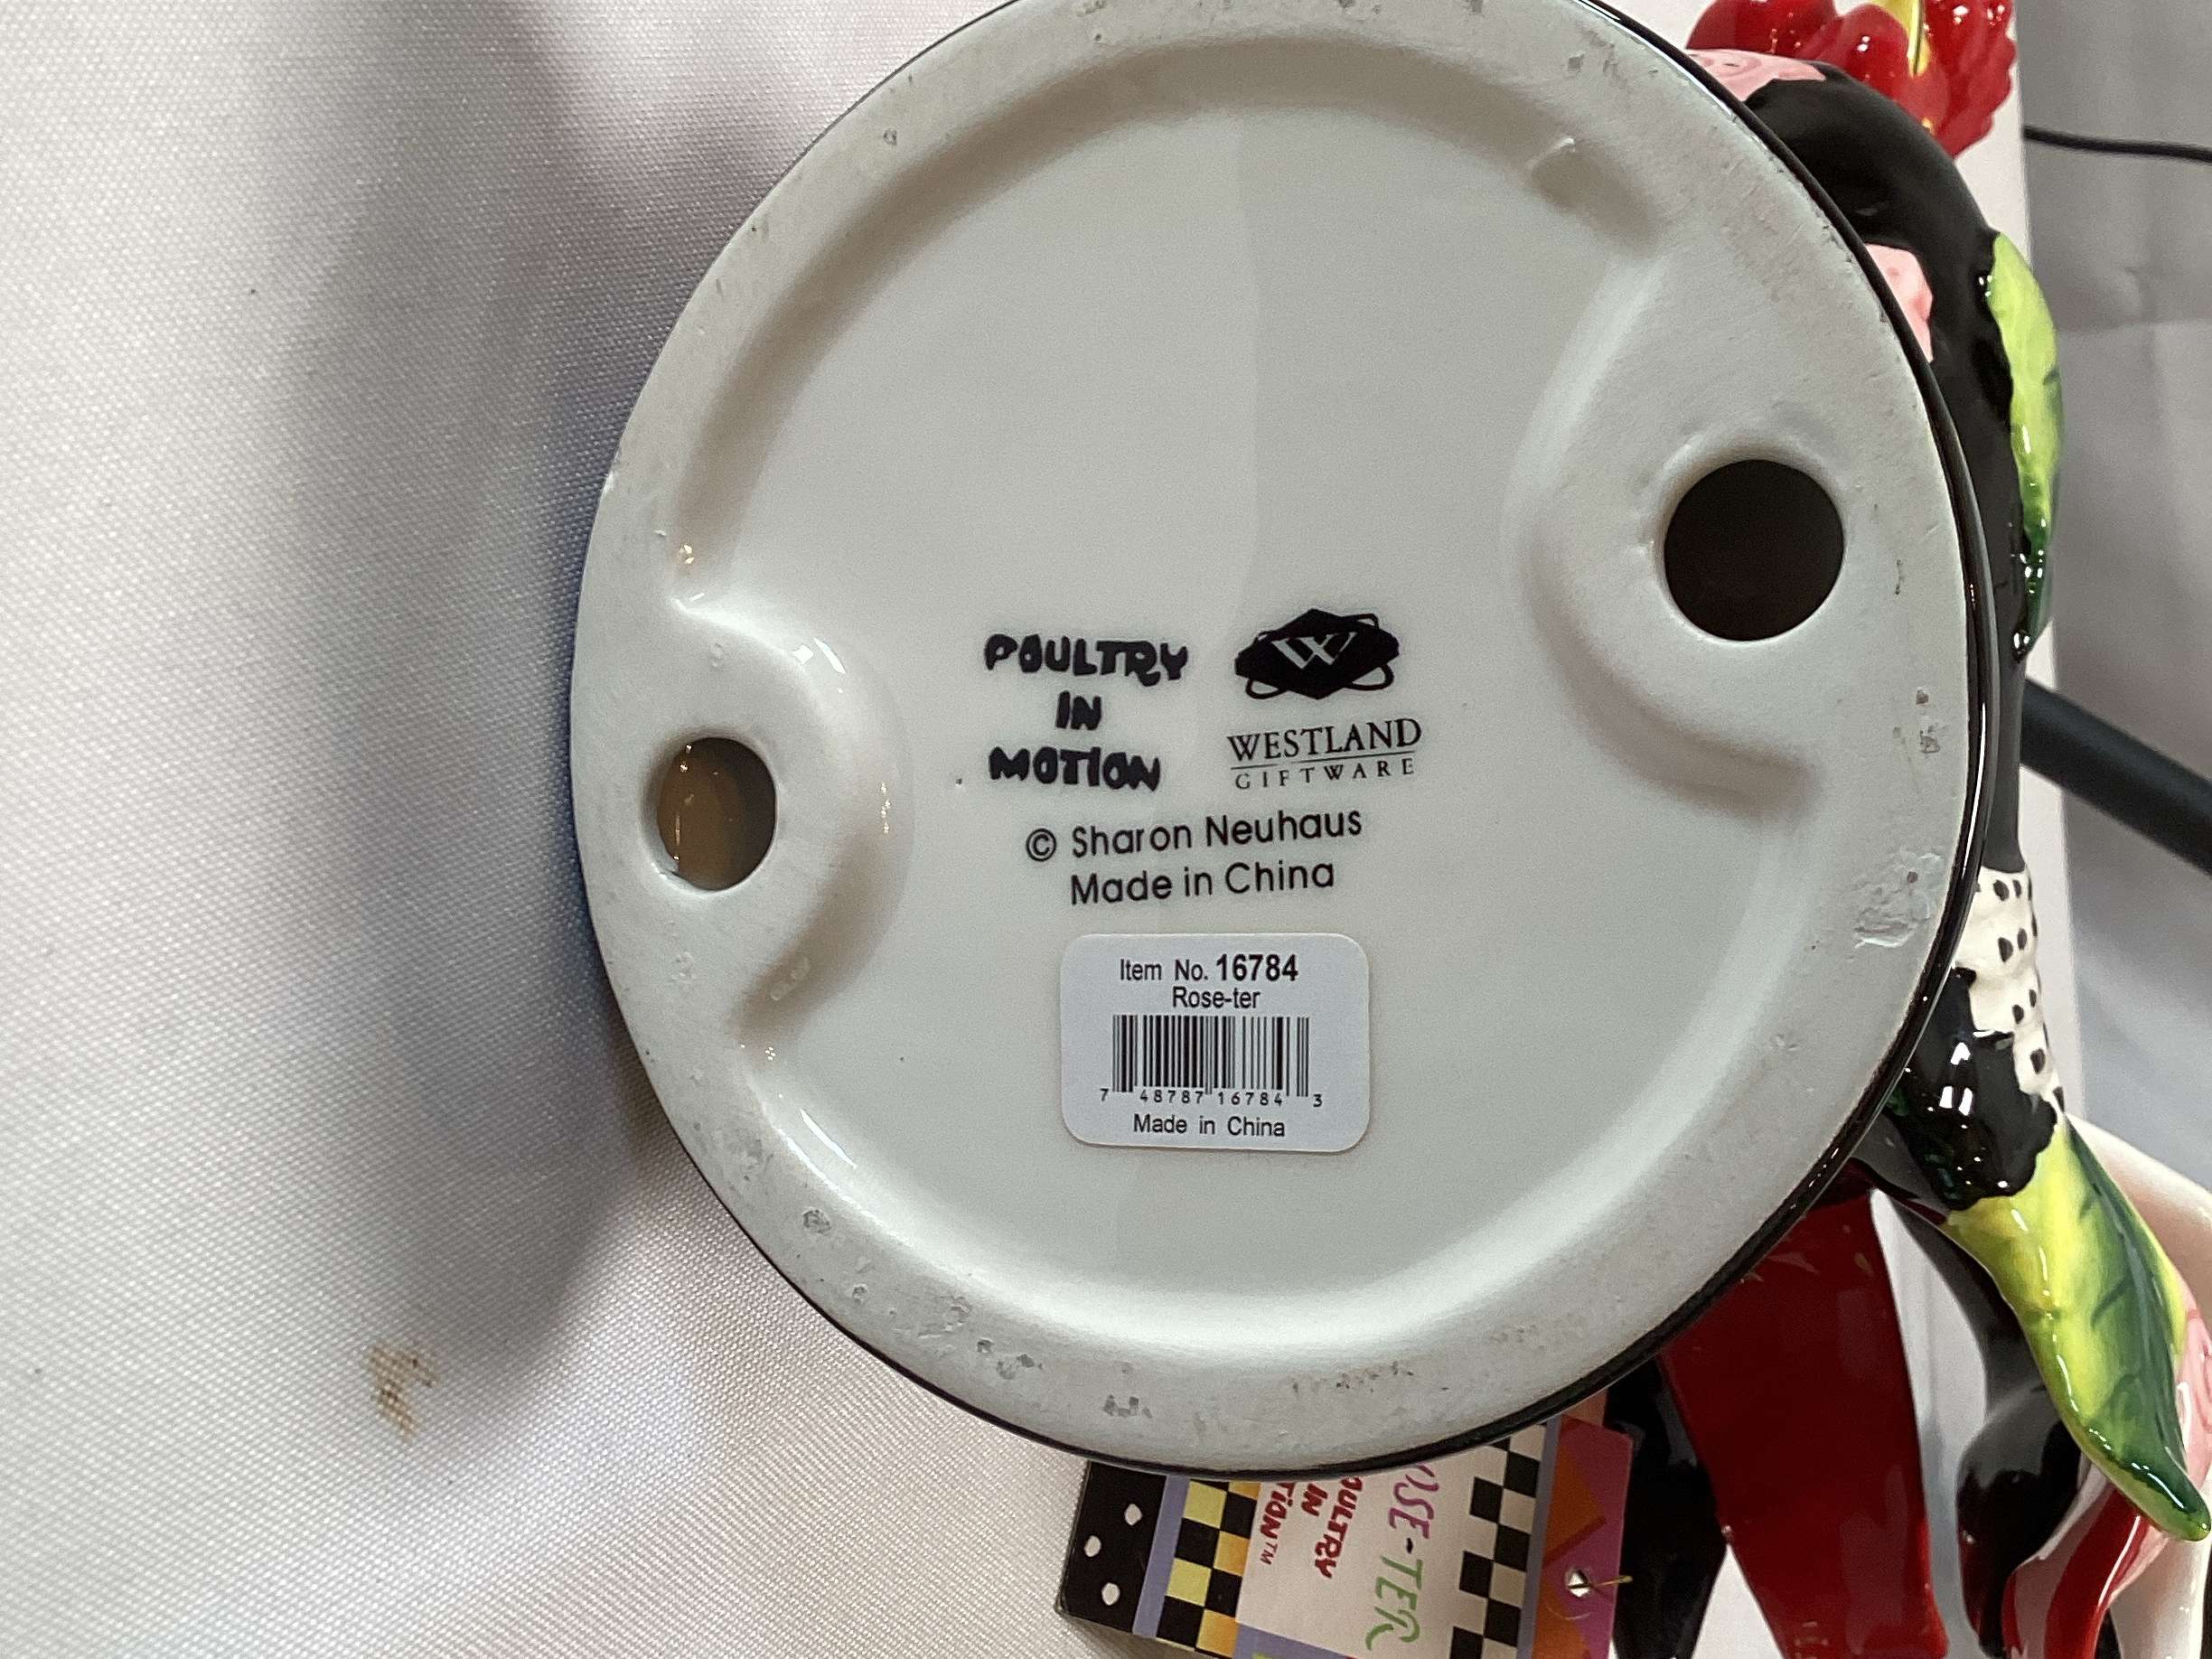 POULTRY
IN
MOTION
W
WESTLAND
GIFTWARE
© Sharon Neuhaus
Made in China
Item No. 16784
Rose-ter
7 48787 16784 3
Made in China
OSE-TER
OULTRY
IN
TION™